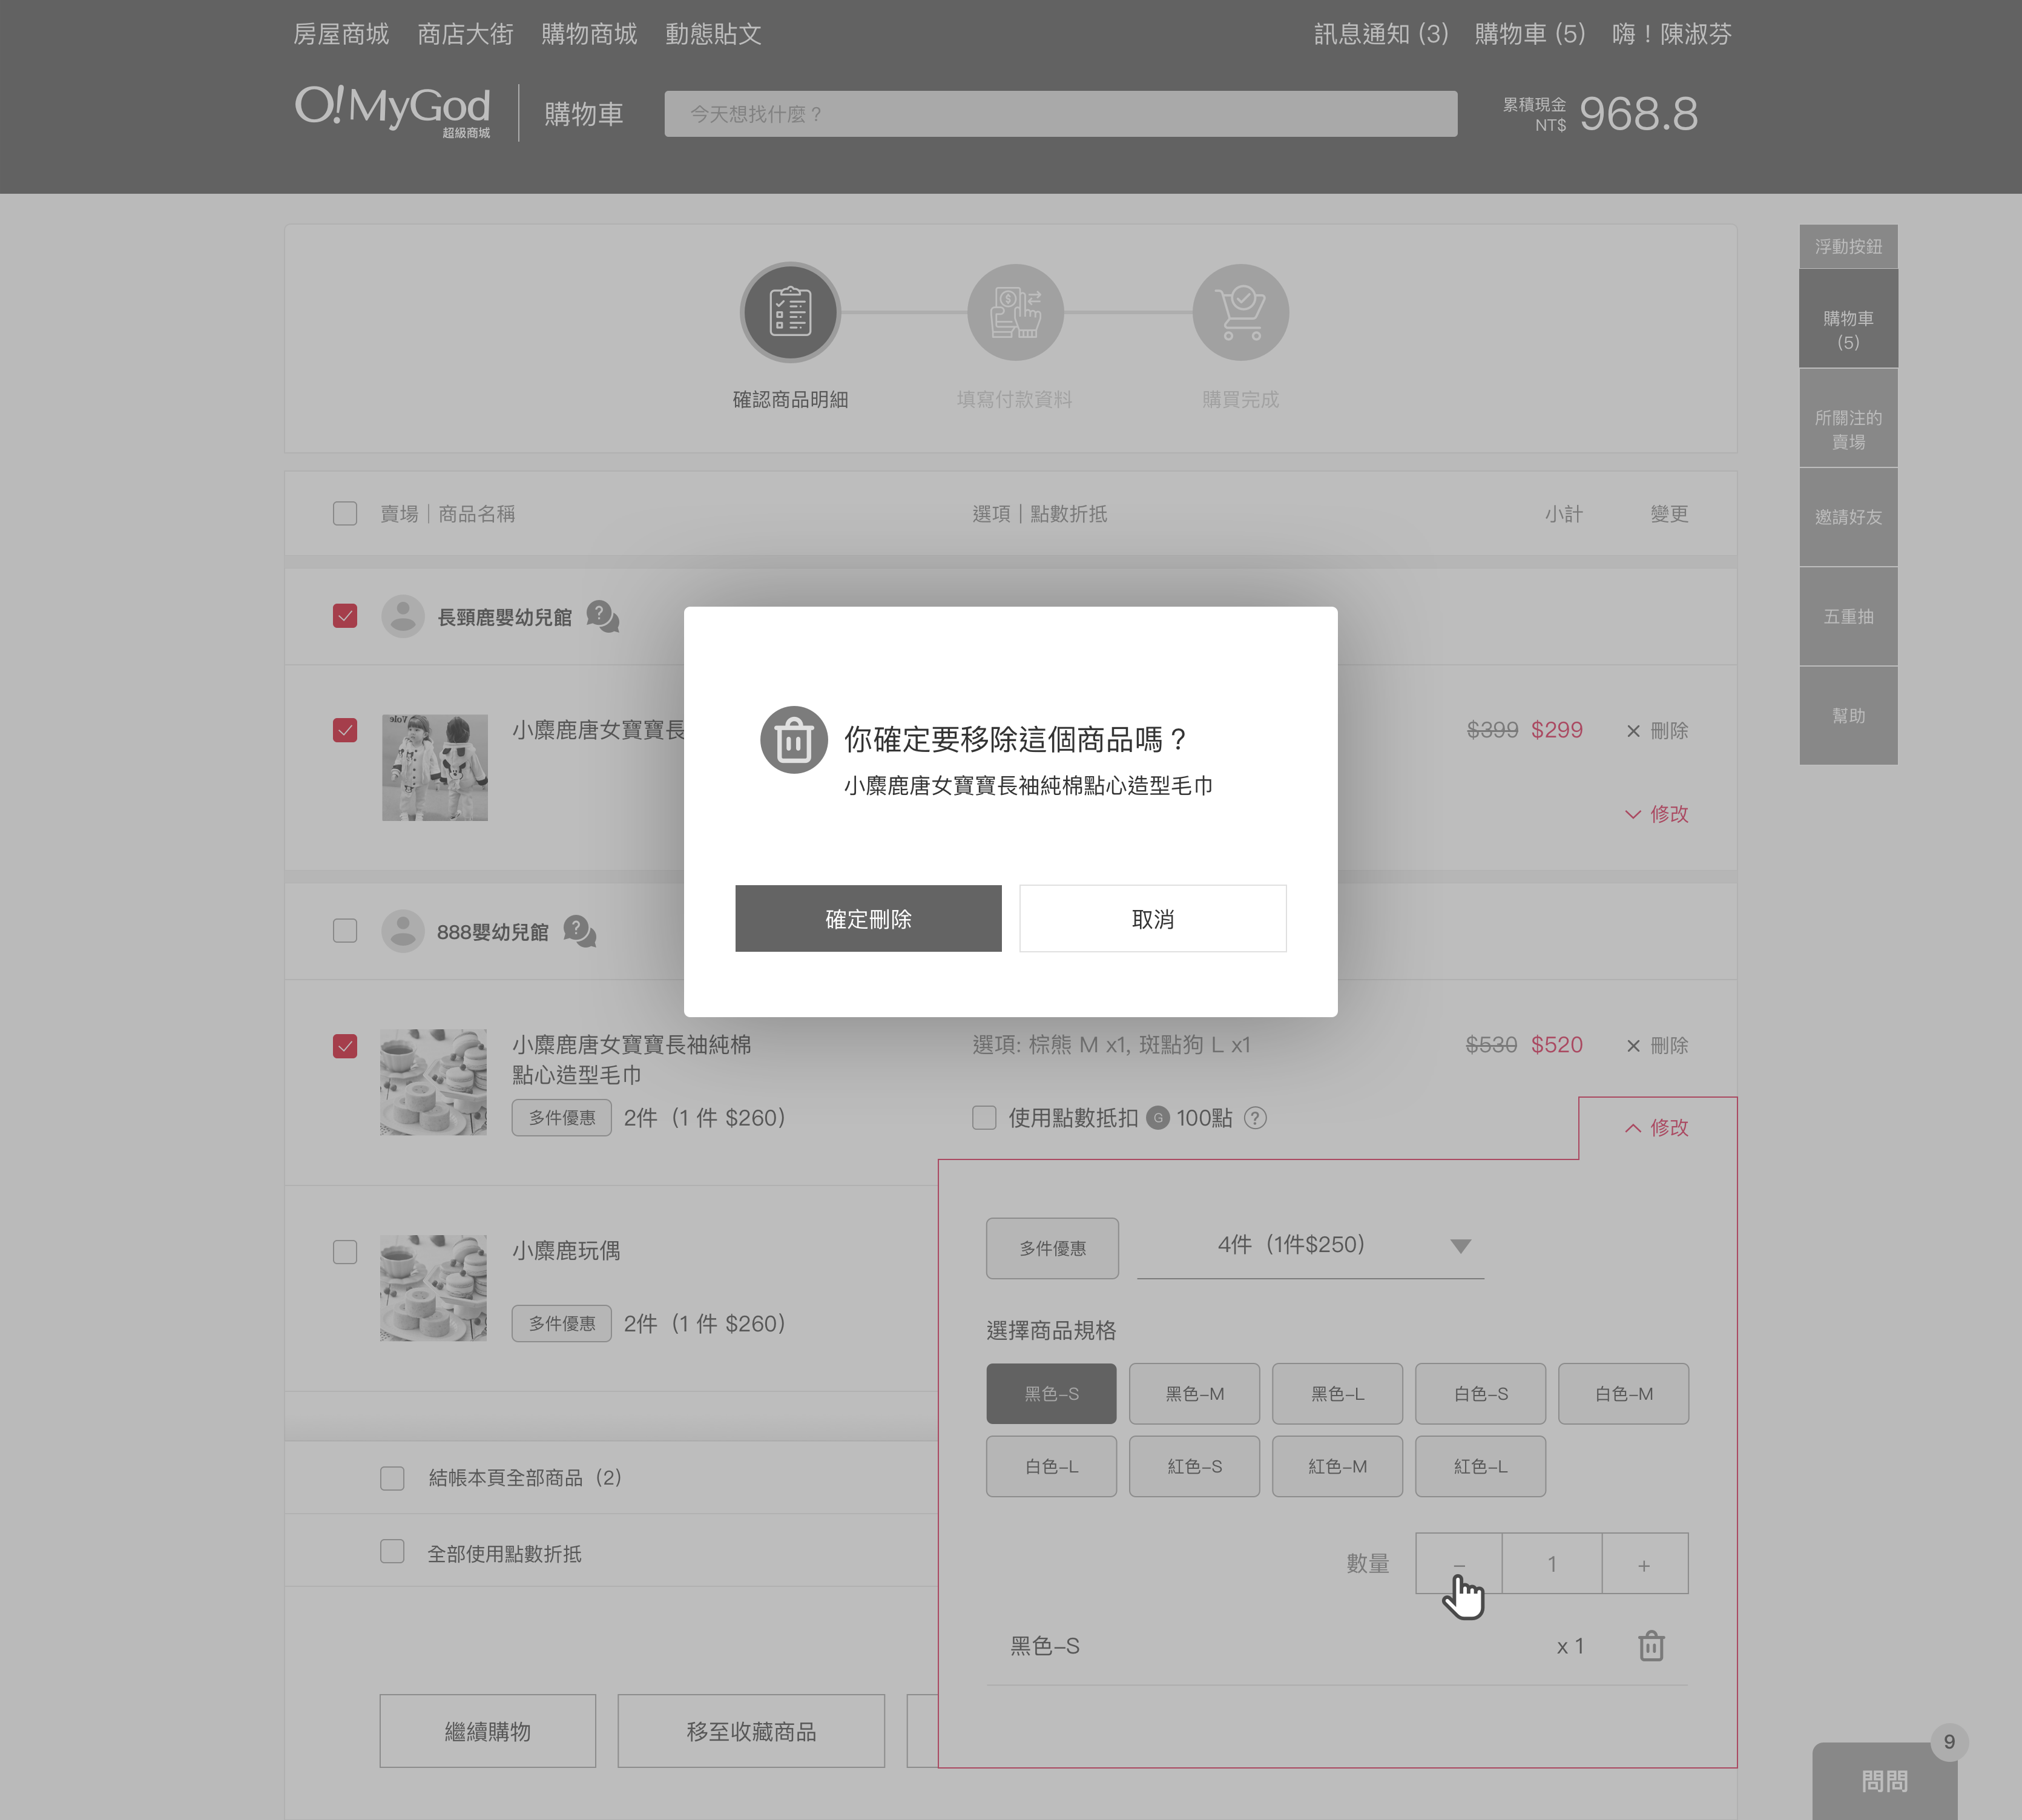 房屋商城 商店大街 購物商城 動態貼文 訊息通知 (3) 購物車 (5) 嗨！陳淑芬
O!MyGod
超級商城
購物車
今天想找什麼？
累積現金
NT$
968.8
浮動按鈕
購物車
(5)
所關注的
賣場
邀請好友
五重抽
幫助
確認商品明細 填寫付款資料 購買完成
賣場｜商品名稱 選項｜點數折抵 小計 變更
長頸鹿嬰幼兒館
小麋鹿唐女寶寶長 $399 $299 × 刪除
修改
你確定要移除這個商品嗎？
小麋鹿唐女寶寶長袖純棉點心造型毛巾
確定刪除 取消
888嬰幼兒館
小麋鹿唐女寶寶長袖純棉 選項: 棕熊 M x1, 斑點狗 L x1 $530 $520 × 刪除
點心造型毛巾
多件優惠 2件（1 件 $260） 使用點數抵扣 G 100點 ? 修改
小麋鹿玩偶
多件優惠 2件（1 件 $260）
多件優惠 4件（1件$250）
選擇商品規格
黑色–S 黑色–M 黑色–L 白色–S 白色–M
白色–L 紅色–S 紅色–M 紅色–L
結帳本頁全部商品（2）
全部使用點數折抵
數量 – 1 +
黑色–S x 1
繼續購物 移至收藏商品
9
問問